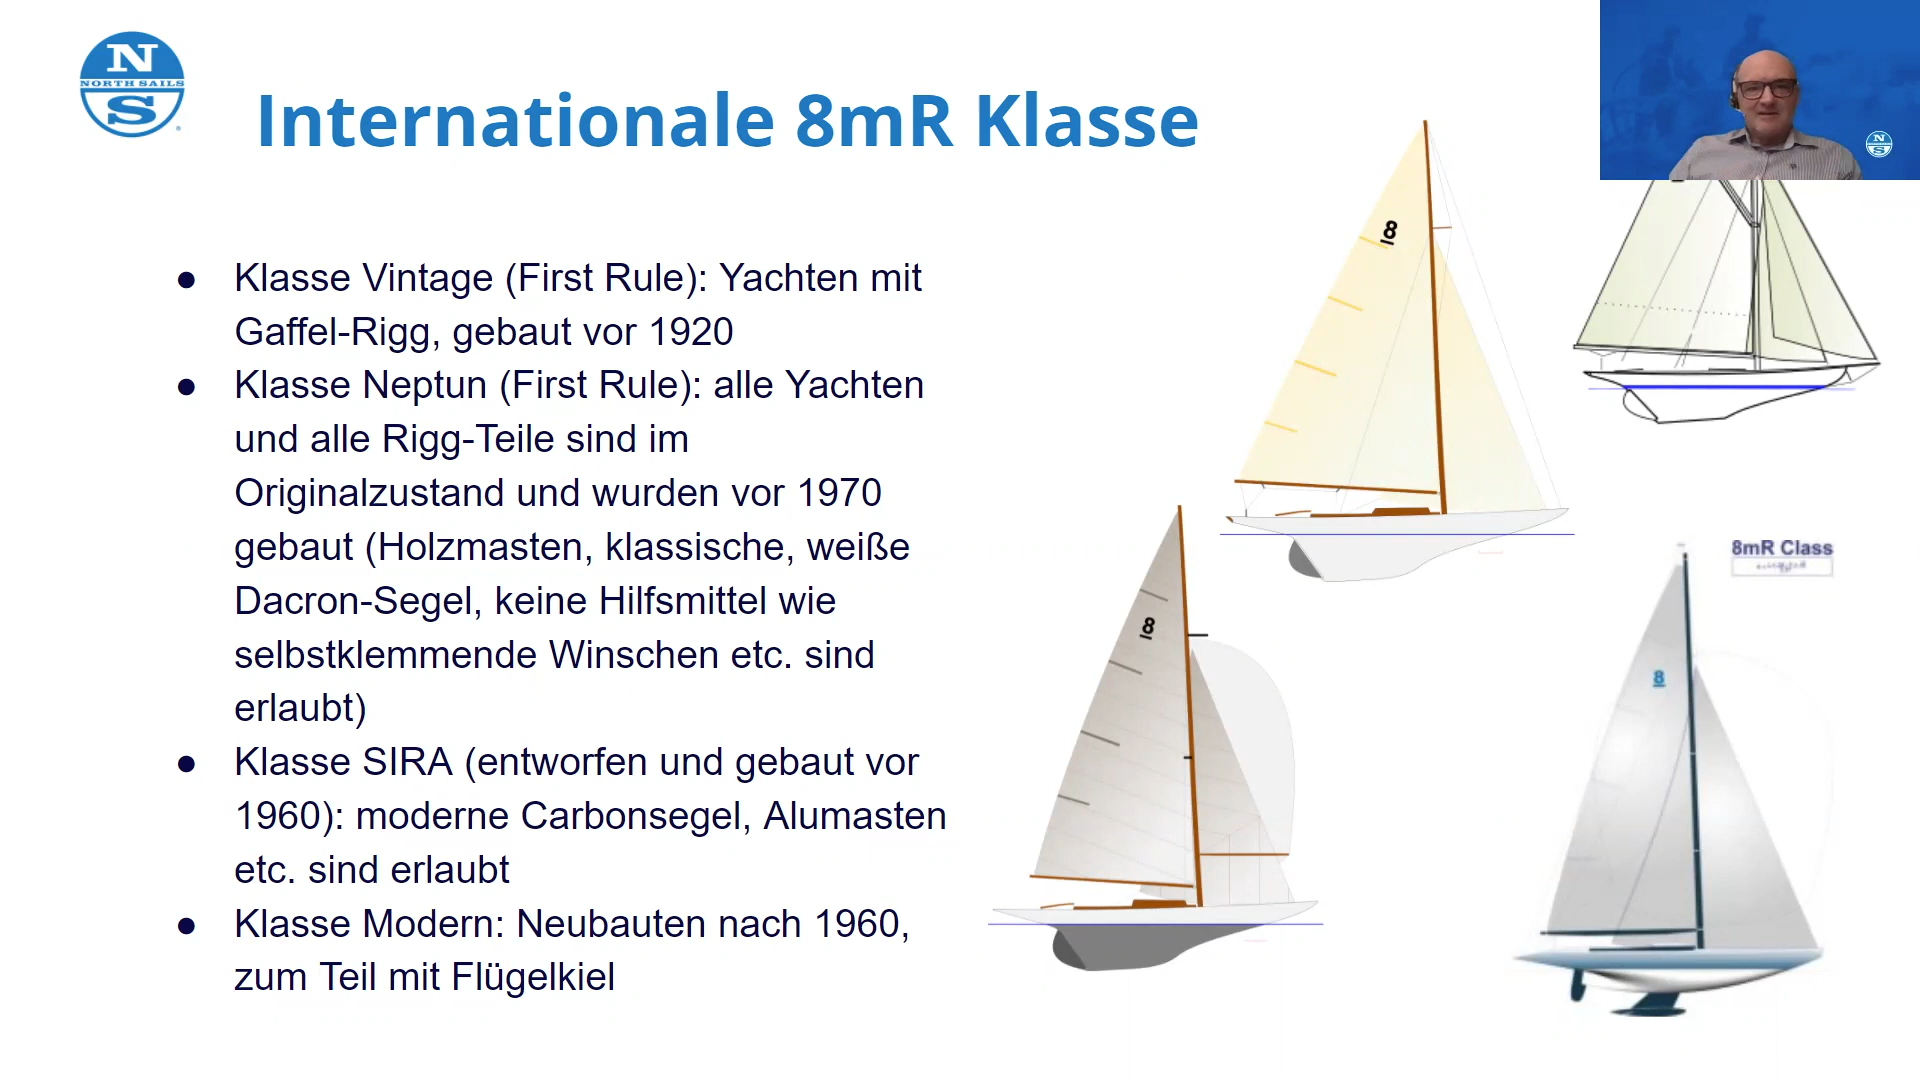 N
NORTH SAILS
S
Internationale 8mR Klasse
N
S
● Klasse Vintage (First Rule): Yachten mit
Gaffel-Rigg, gebaut vor 1920
● Klasse Neptun (First Rule): alle Yachten
und alle Rigg-Teile sind im
Originalzustand und wurden vor 1970
gebaut (Holzmasten, klassische, weiße
Dacron-Segel, keine Hilfsmittel wie
selbstklemmende Winschen etc. sind
erlaubt)
● Klasse SIRA (entworfen und gebaut vor
1960): moderne Carbonsegel, Alumasten
etc. sind erlaubt
● Klasse Modern: Neubauten nach 1960,
zum Teil mit Flügelkiel
8
8
8mR Class
8